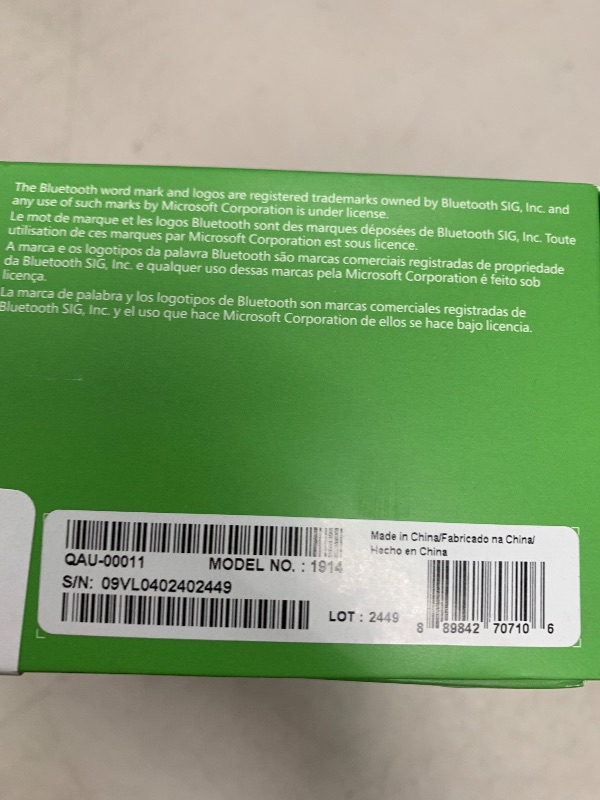 The Bluetooth word mark and logos are registered trademarks owned by Bluetooth SIG, Inc. and
any use of such marks by Microsoft Corporation is under license.
Le mot de marque et les logos Bluetooth sont des marques déposées de Bluetooth SIG, Inc. Toute
utilisation de ces marques par Microsoft Corporation est sous licence.
A marca e os logotipos da palavra Bluetooth são marcas comerciais registradas de propriedade
da Bluetooth SIG, Inc. e qualquer uso dessas marcas pela Microsoft Corporation é feito sob
licença.
La marca de palabra y los logotipos de Bluetooth son marcas comerciales registradas de
Bluetooth SIG, Inc. y el uso que hace Microsoft Corporation de ellos se hace bajo licencia.
Made in China/Fabricado na China/
Hecho en China
QAU-00011 MODEL NO. : 1914
S/N: 09VL0402402449
LOT : 2449
8 89842 70710 6